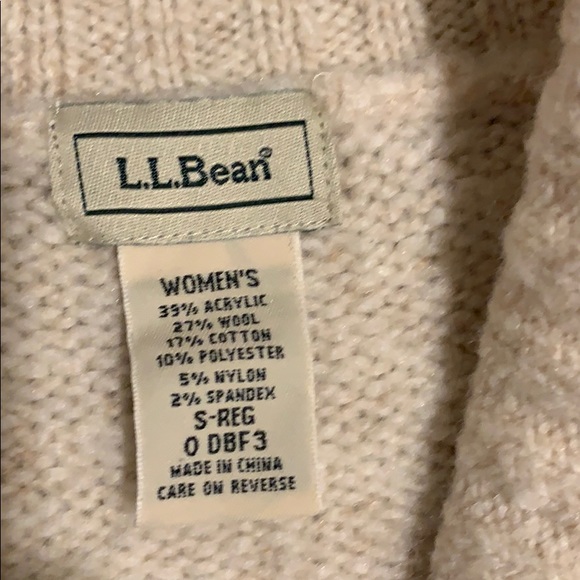 L.L.Bean®
WOMEN'S
39% ACRYLIC
27% WOOL
17% COTTON
10% POLYESTER
5% NYLON
2% SPANDEX
S-REG
0 DBF3
MADE IN CHINA
CARE ON REVERSE